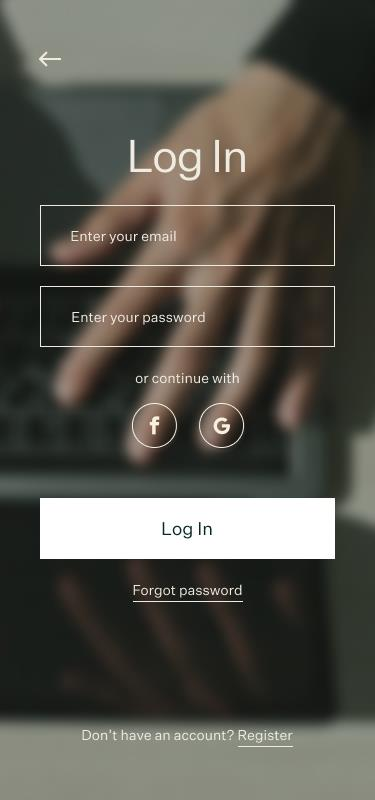 Log In
Enter your email
Enter your password
or continue with
f G
Log In
Forgot password
Don't have an account? Register